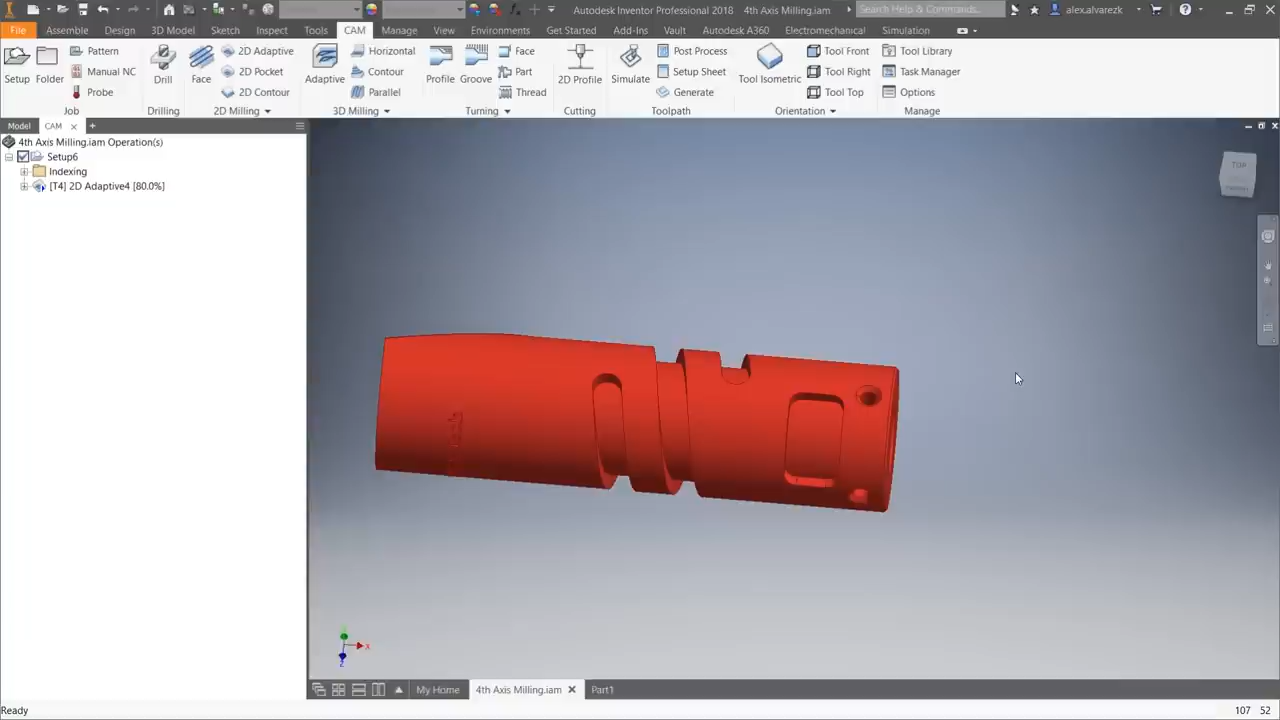 Autodesk Inventor Professional 2018 4th Axis Milling.iam Search Help & Commands... alex.alvarezk
File Assembly Design 3D Model Sketch Inspect Tools CAM Manage View Environments Get Started Add-Ins Vault Autodesk A360 Electromechanical Simulation
Pattern 2D Adaptive Horizontal Face Post Process Tool Front Tool Library
Setup Folder Manual NC Drill Face 2D Pocket Adaptive Contour Profile Groove Part 2D Profile Simulate Setup Sheet Tool Isometric Tool Right Task Manager
Probe 2D Contour Parallel Thread Generate Tool Top Options
Job Drilling 2D Milling 3D Milling Turning Cutting Toolpath Orientation Manage
Model CAM
4th Axis Milling.iam Operation(s)
Setup6
Indexing
[T4] 2D Adaptive4 [80.0%]
TOP
X
Z
My Home 4th Axis Milling.iam Part1
Ready 107 52